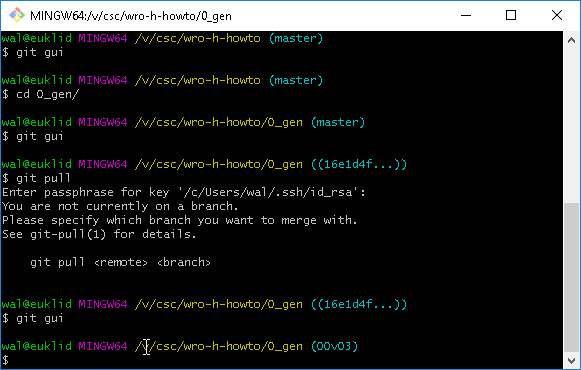 MINGW64:/v/csc/wro-h-howto/0_gen
wal@euklid MINGW64 /v/csc/wro-h-howto (master)
$ git gui
wal@euklid MINGW64 /v/csc/wro-h-howto (master)
$ cd 0_gen/
wal@euklid MINGW64 /v/csc/wro-h-howto/0_gen (master)
$ git gui
wal@euklid MINGW64 /v/csc/wro-h-howto/0_gen ((16e1d4f...))
$ git pull
Enter passphrase for key '/c/Users/wal/.ssh/id_rsa':
You are not currently on a branch.
Please specify which branch you want to merge with.
See git-pull(1) for details.
    git pull <remote> <branch>
wal@euklid MINGW64 /v/csc/wro-h-howto/0_gen ((16e1d4f...))
$ git gui
wal@euklid MINGW64 /v/csc/wro-h-howto/0_gen (00v03)
$